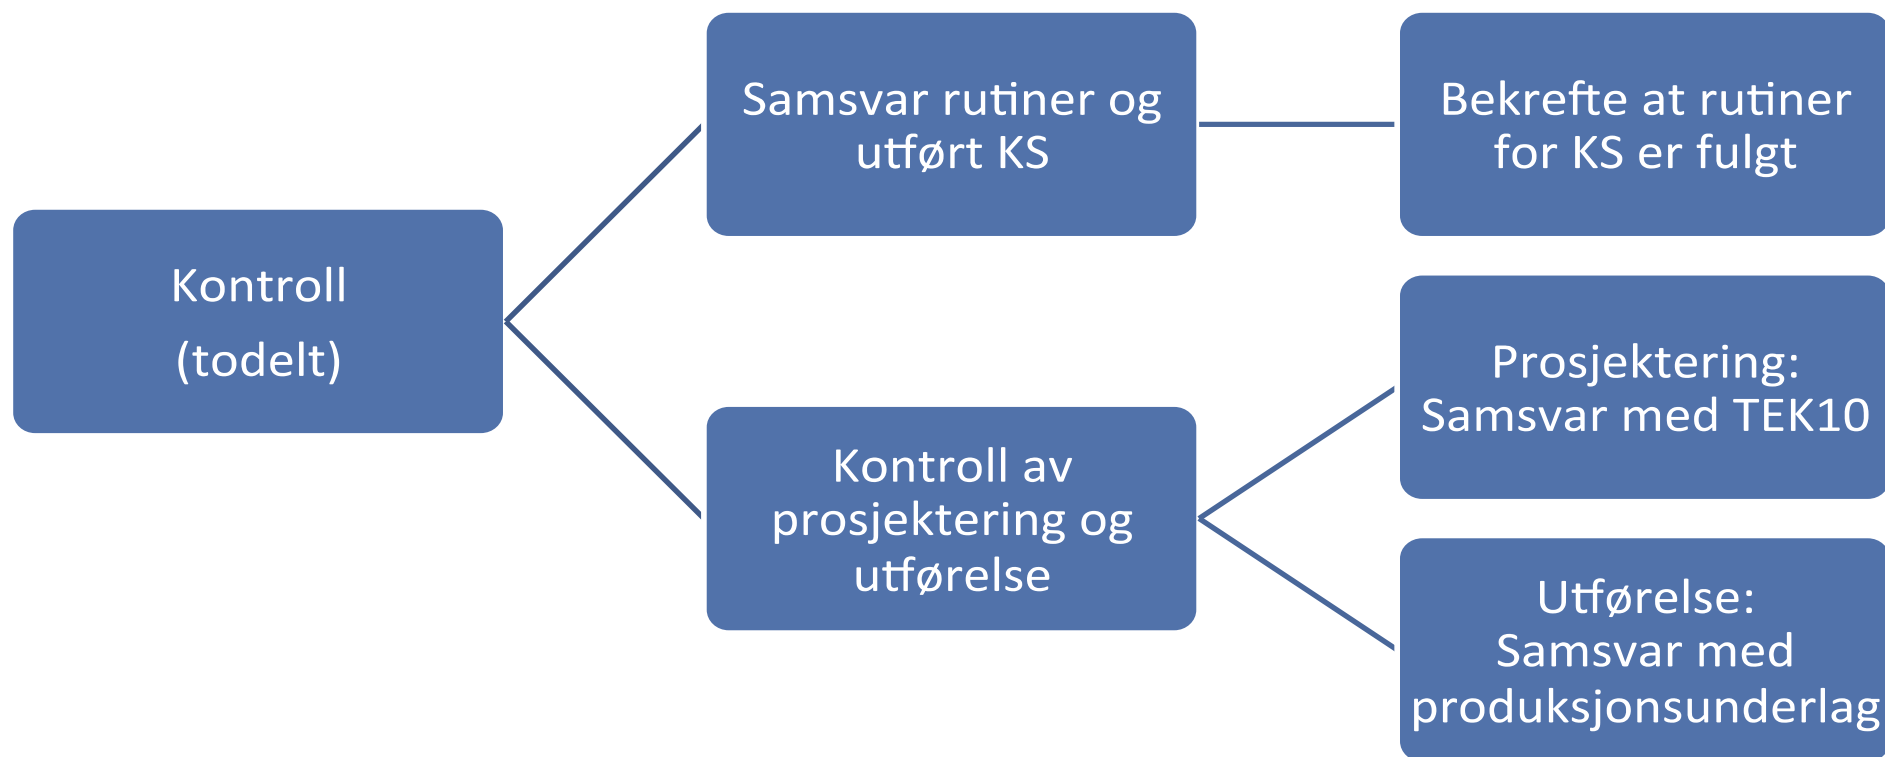 Kontroll
(todelt)
Samsvar rutiner og
utført KS
Bekrefte at rutiner
for KS er fulgt
Kontroll av
prosjektering og
utførelse
Prosjektering:
Samsvar med TEK10
Utførelse:
Samsvar med
produksjonsunderlag